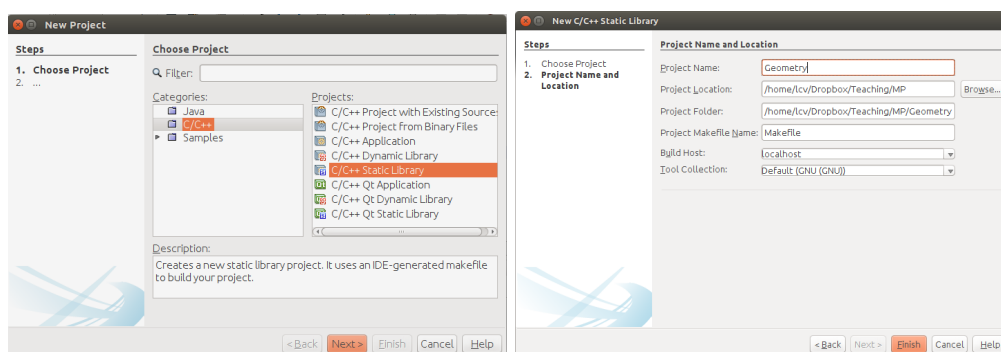 New Project
Steps
1. Choose Project
2. ...
Choose Project
Filter:
Categories:
Java
C/C++
Samples
Projects:
C/C++ Project with Existing Source
C/C++ Project from Binary Files
C/C++ Application
C/C++ Dynamic Library
C/C++ Static Library
C/C++ Qt Application
C/C++ Qt Dynamic Library
C/C++ Qt Static Library
Description:
Creates a new static library project. It uses an IDE-generated makefile
to build your project.
< Back Next > Finish Cancel Help
New C/C++ Static Library
Steps
1. Choose Project
2. Project Name and
Location
Project Name and Location
Project Name: Geometry
Project Location: /home/lcv/Dropbox/Teaching/MP Browse...
Project Folder: /home/lcv/Dropbox/Teaching/MP/Geometry
Project Makefile Name: Makefile
Build Host: localhost
Tool Collection: Default (GNU (GNU))
< Back Next > Finish Cancel Help